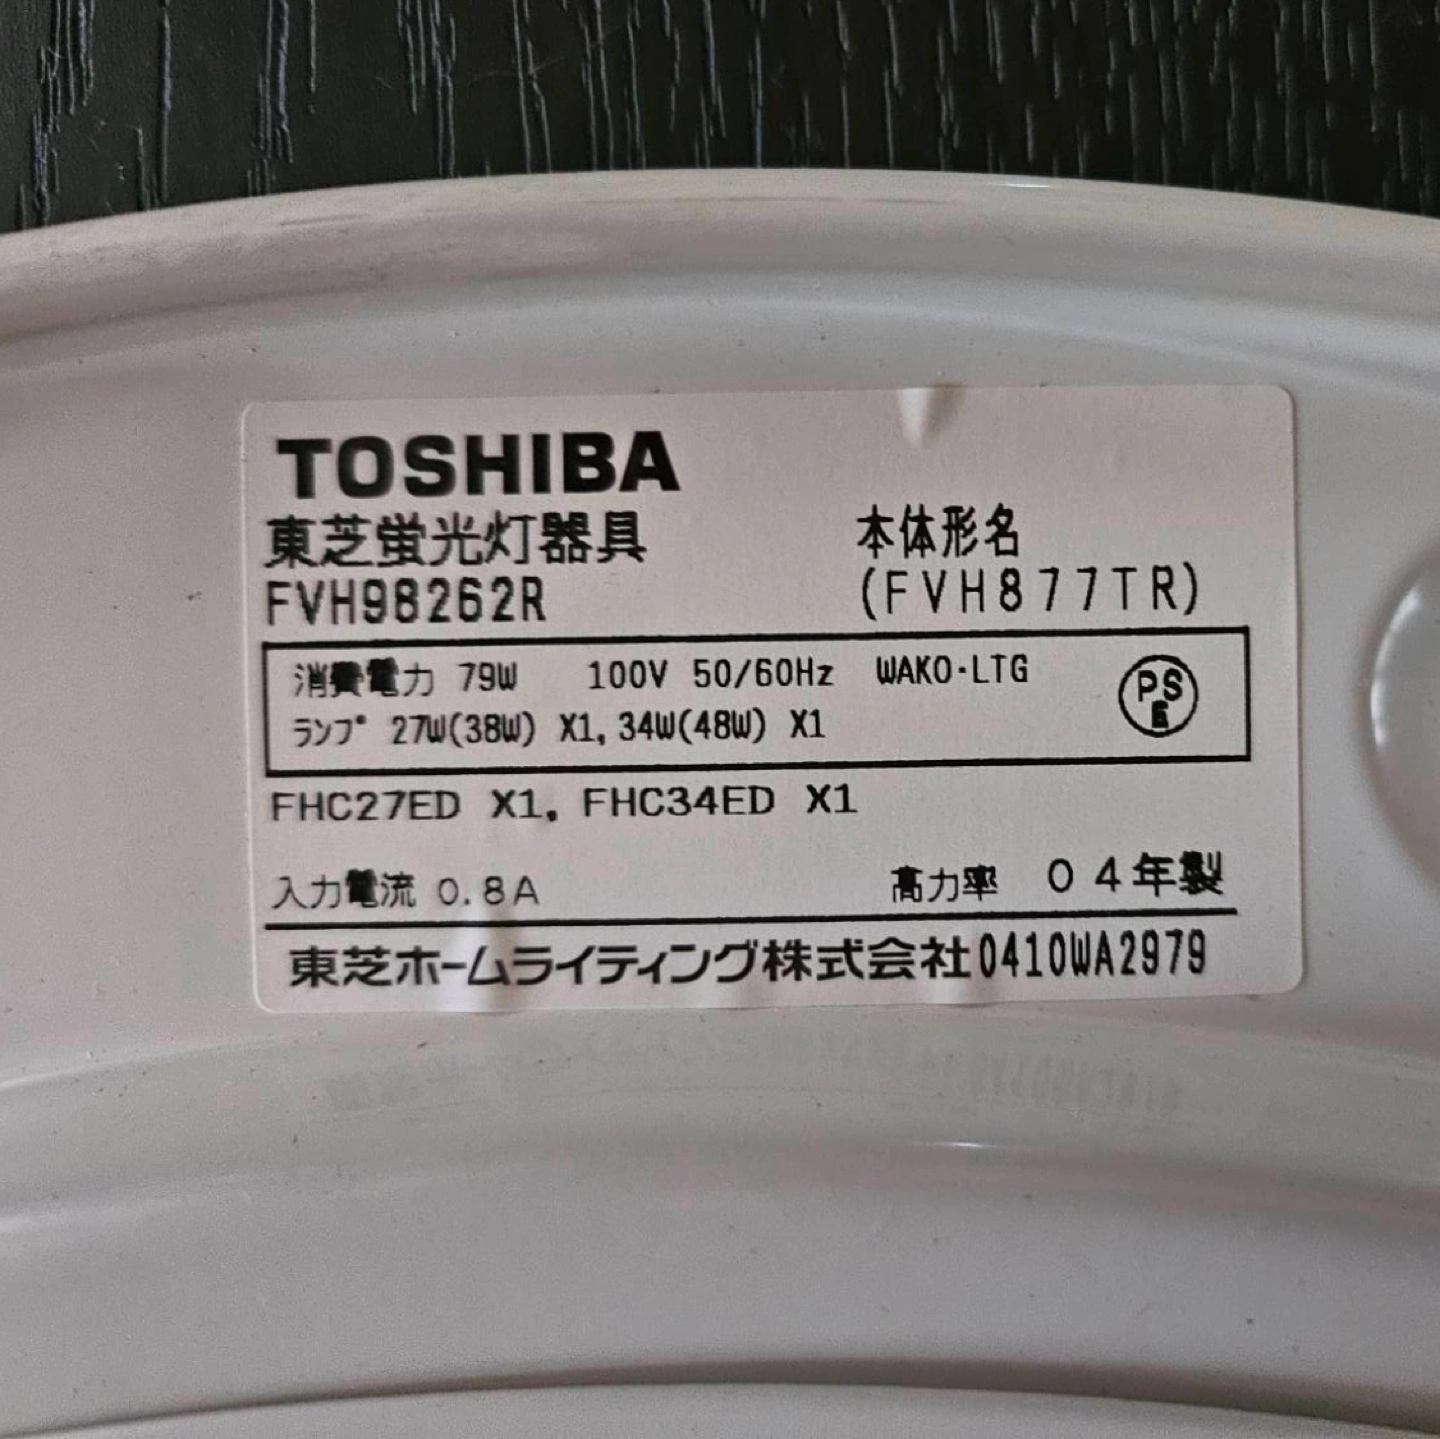 TOSHIBA
東芝蛍光灯器具 本体形名
FVH98262R (FVH877TR)
消費電力 79W 100V 50/60Hz WAKO・LTG PSE
ランプ 27W(38W) X1, 34W(48W) X1
FHC27ED X1, FHC34ED X1
入力電流 0.8A 高力率 04年製
東芝ホームライティング株式会社0410WA2979